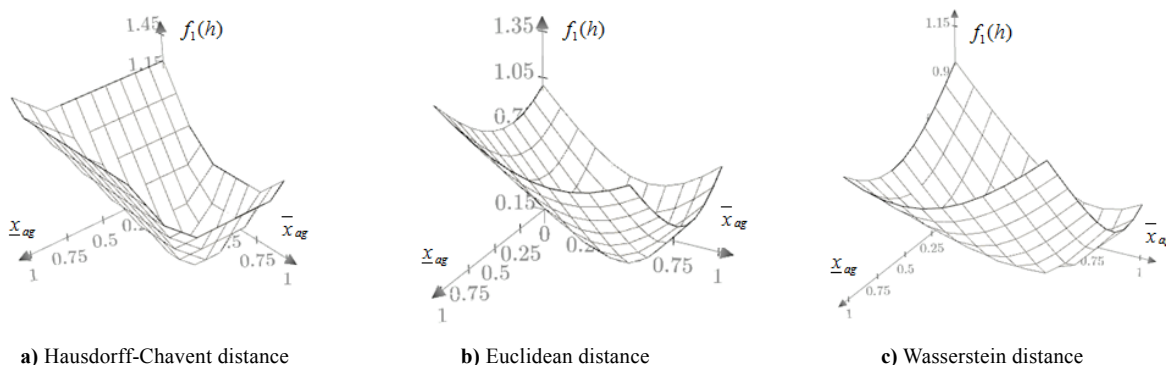 1.45
f₁(h)
1.15
x̲ ag
x̄ ag
1
0.75
0.5
0.75
1
a) Hausdorff-Chavent distance
1.35
f₁(h)
1.05
0.15
0
x̲ ag
x̄ ag
0.25
0.5
0.75
1
0.75
1
b) Euclidean distance
1.15
f₁(h)
0.9
x̲ ag
x̄ ag
0.25
0.5
0.75
1
0.75
1
c) Wasserstein distance